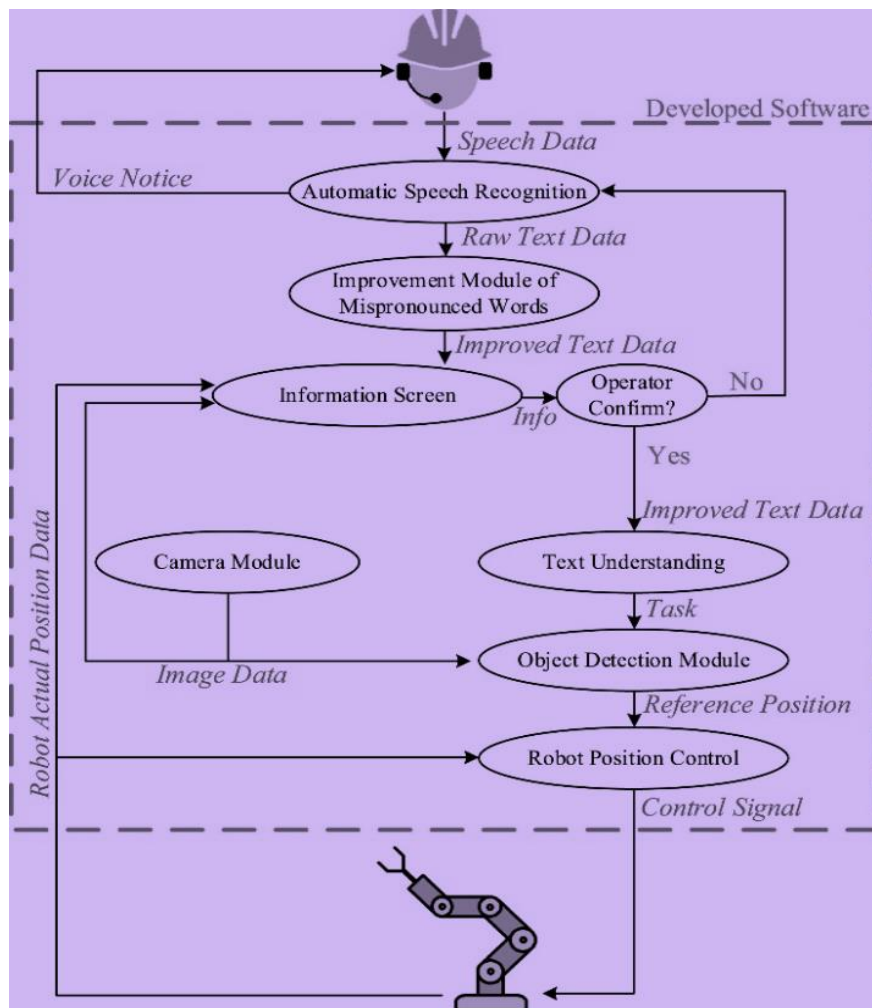 Developed Software
Speech Data
Voice Notice
Automatic Speech Recognition
Raw Text Data
Improvement Module of
Mispronounced Words
Improved Text Data
Information Screen
Info
Operator
Confirm?
No
Yes
Improved Text Data
Robot Actual Position Data
Camera Module
Text Understanding
Task
Image Data
Object Detection Module
Reference Position
Robot Position Control
Control Signal